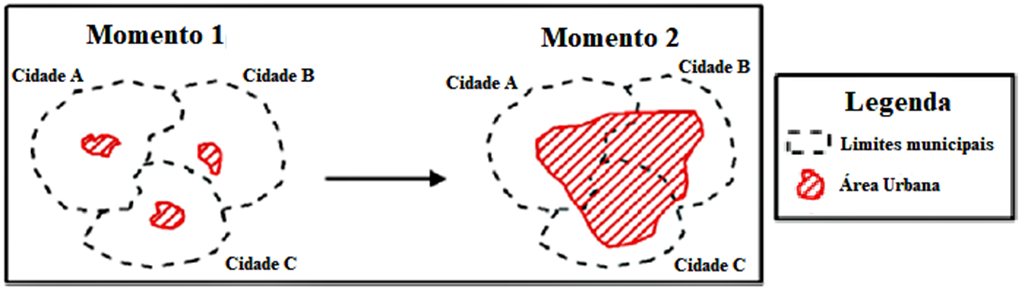 Momento 1
Cidade A
Cidade B
Cidade C
Momento 2
Cidade A
Cidade B
Cidade C
Legenda
Limites municipais
Área Urbana